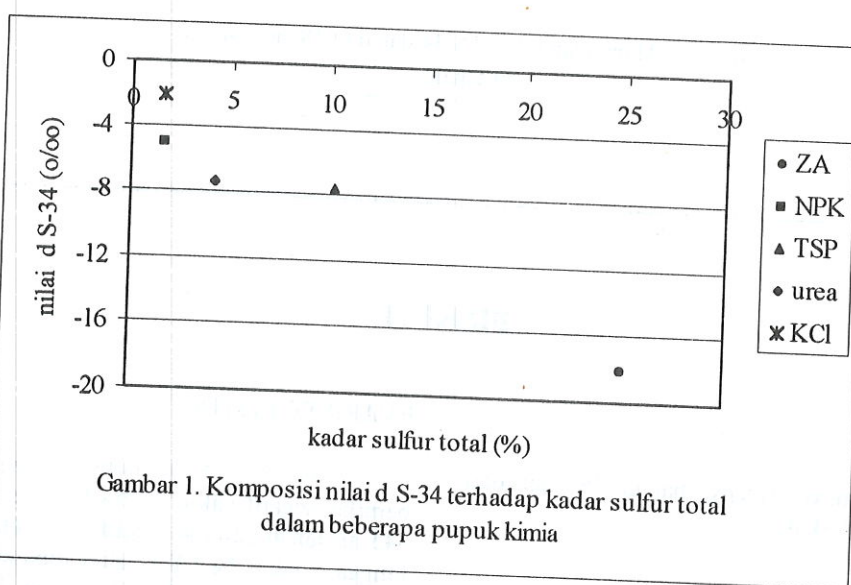 nilai d S-34 (o/oo)
0
-4
-8
-12
-16
-20
0 5 10 15 20 25 30
kadar sulfur total (%)
ZA
NPK
TSP
urea
KCl
Gambar 1. Komposisi nilai d S-34 terhadap kadar sulfur total
dalam beberapa pupuk kimia